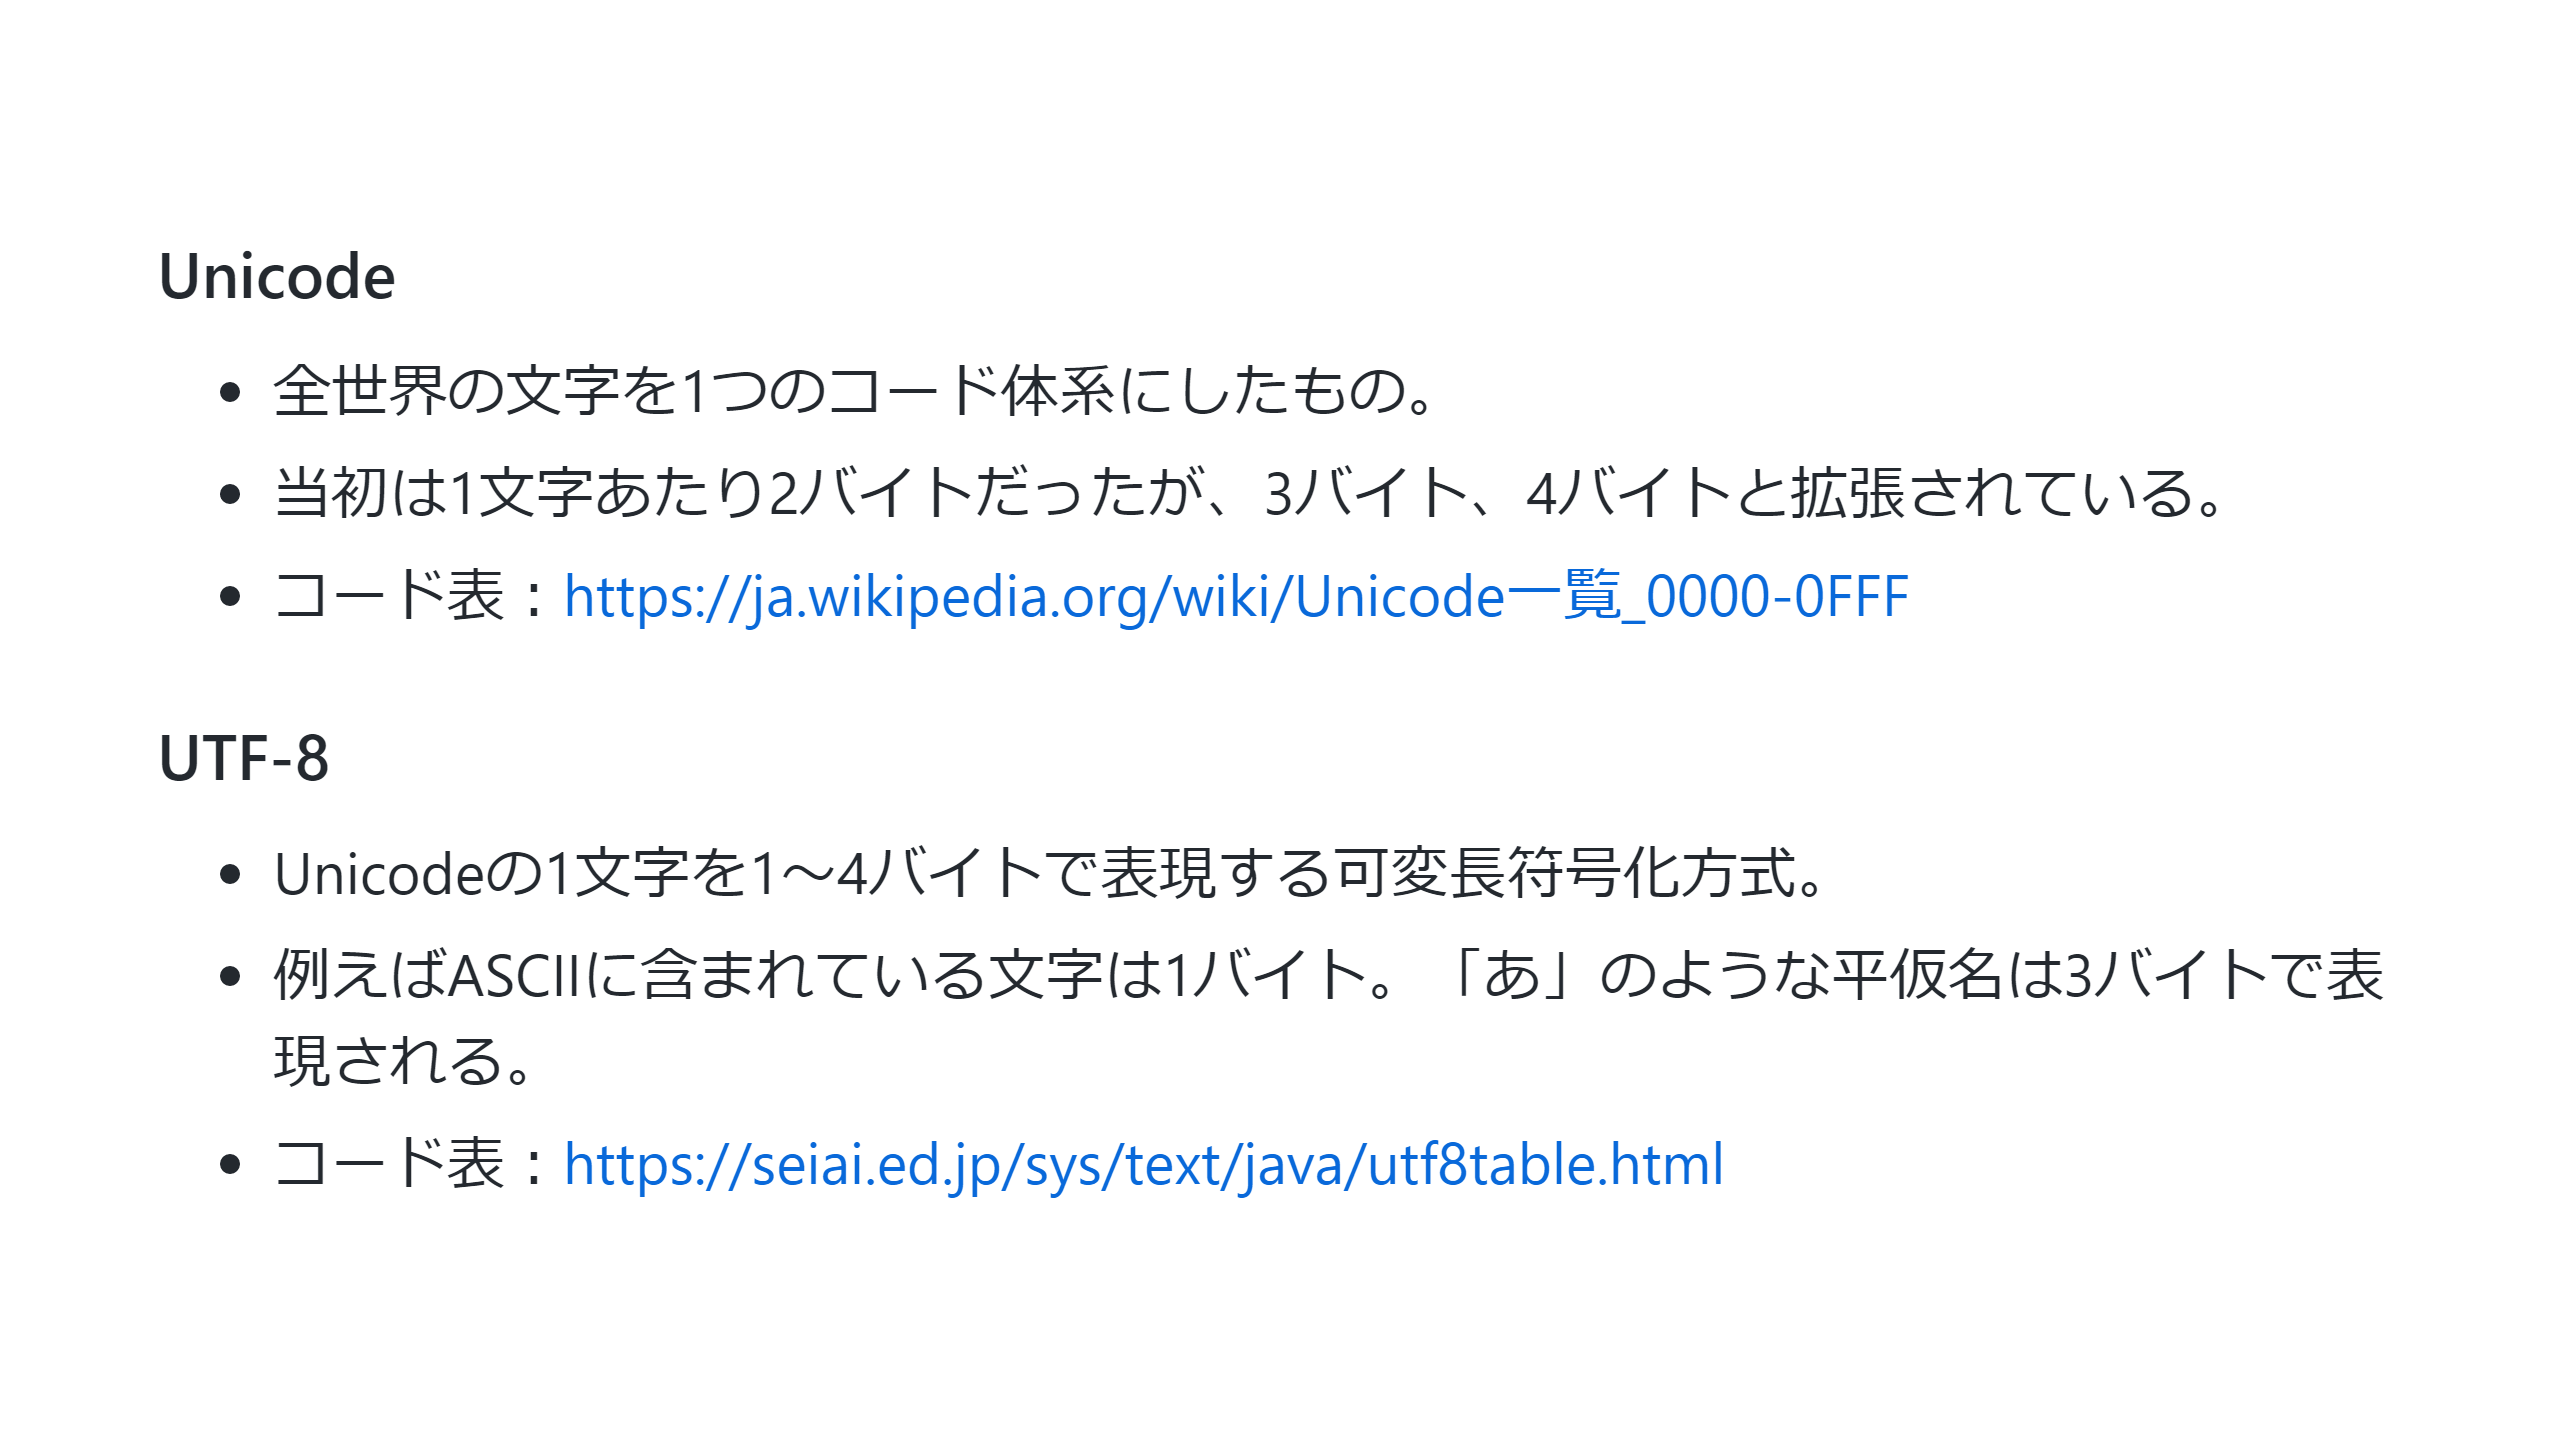 Unicode
• 全世界の文字を1つのコード体系にしたもの。
• 当初は1文字あたり2バイトだったが、3バイト、4バイトと拡張されている。
• コード表：https://ja.wikipedia.org/wiki/Unicode一覧_0000-0FFF
UTF-8
• Unicodeの1文字を1～4バイトで表現する可変長符号化方式。
• 例えばASCIIに含まれている文字は1バイト。「あ」のような平仮名は3バイトで表
現される。
• コード表：https://seiai.ed.jp/sys/text/java/utf8table.html